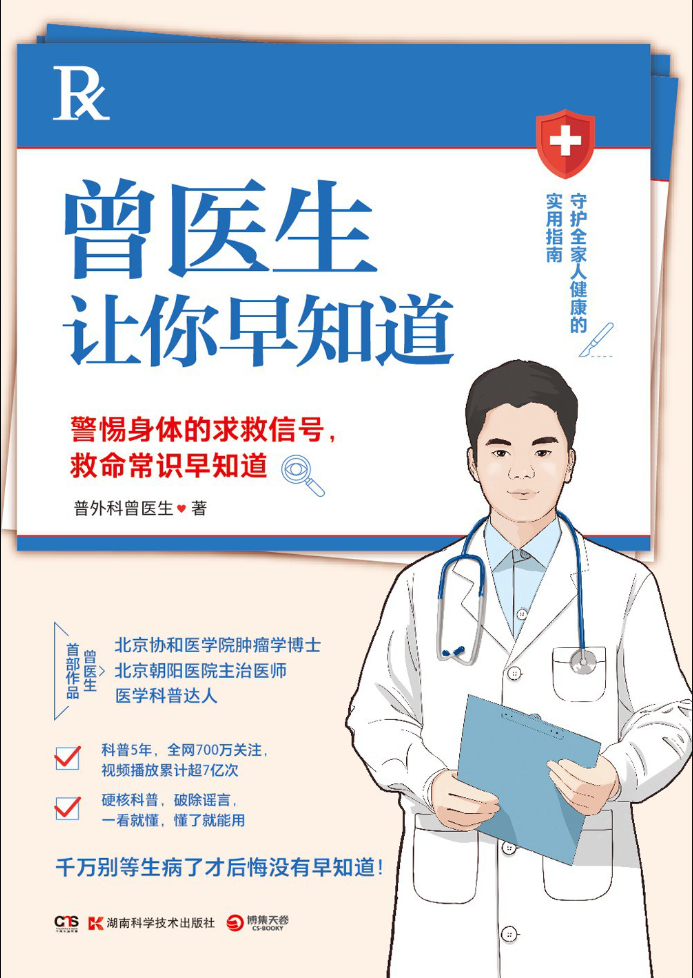 Rx
曾医生
让你早知道
守护全家人健康的
实用指南
警惕身体的求救信号，
救命常识早知道
普外科曾医生♥著
曾医生
首部作品
北京协和医学院肿瘤学博士
北京朝阳医院主治医师
医学科普达人
科普5年，全网700万关注，
视频播放累计超7亿次
硬核科普，破除谣言，
一看就懂，懂了就能用
千万别等生病了才后悔没有早知道！
湖南科学技术出版社
博集天卷
CS-BOOKY